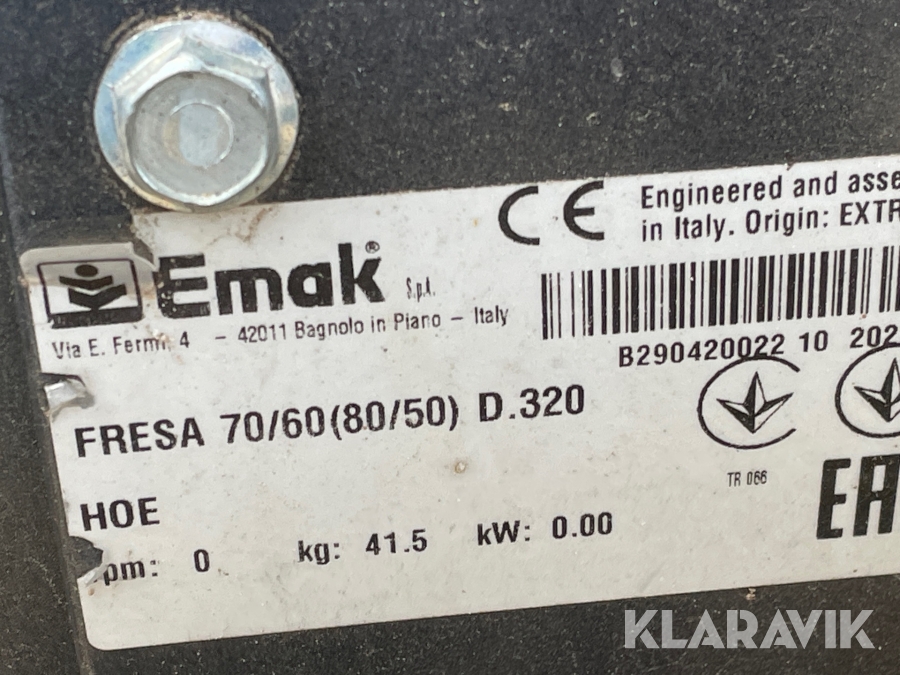 CE
Engineered and asse
in Italy. Origin: EXTR
Emak® S.p.A.
Via E. Fermi, 4 - 42011 Bagnolo in Piano - Italy
B290420022 10 202
FRESA 70/60(80/50) D.320
TR 066
HOE
EA
pm: 0 kg: 41.5 kW: 0.00
KLARAVIK